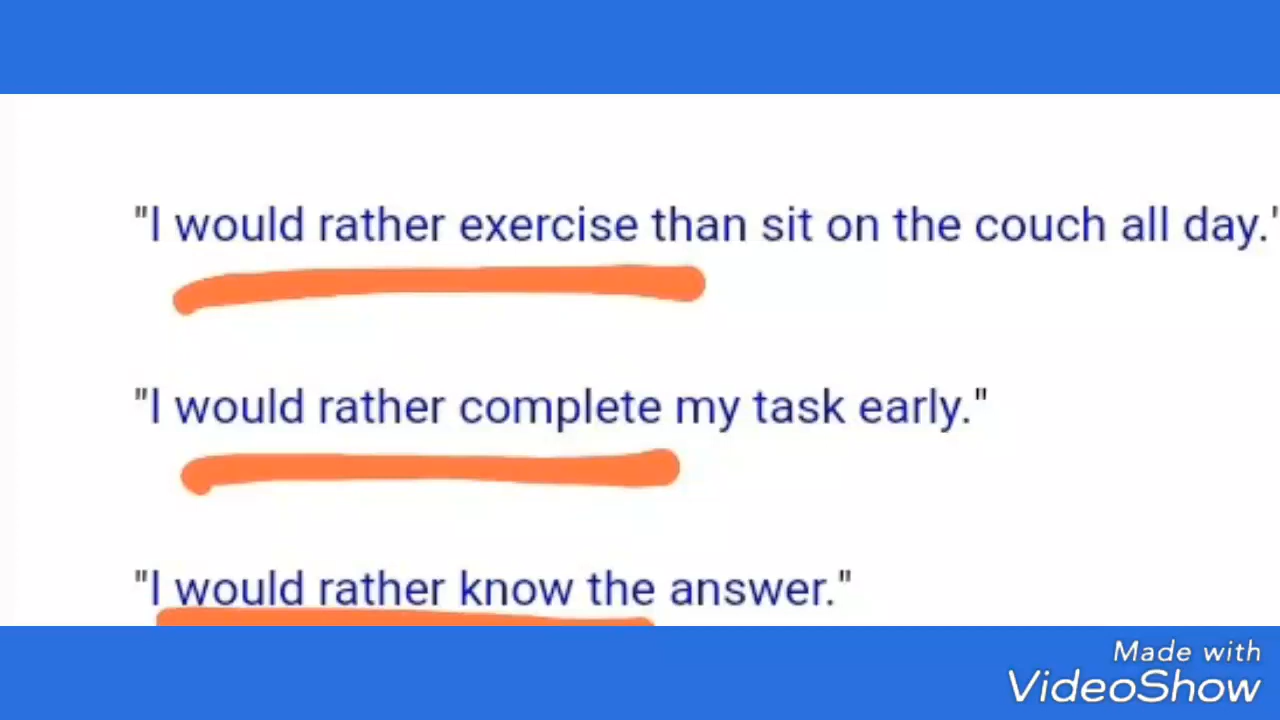 "I would rather exercise than sit on the couch all day."
"I would rather complete my task early."
"I would rather know the answer."
Made with
VideoShow